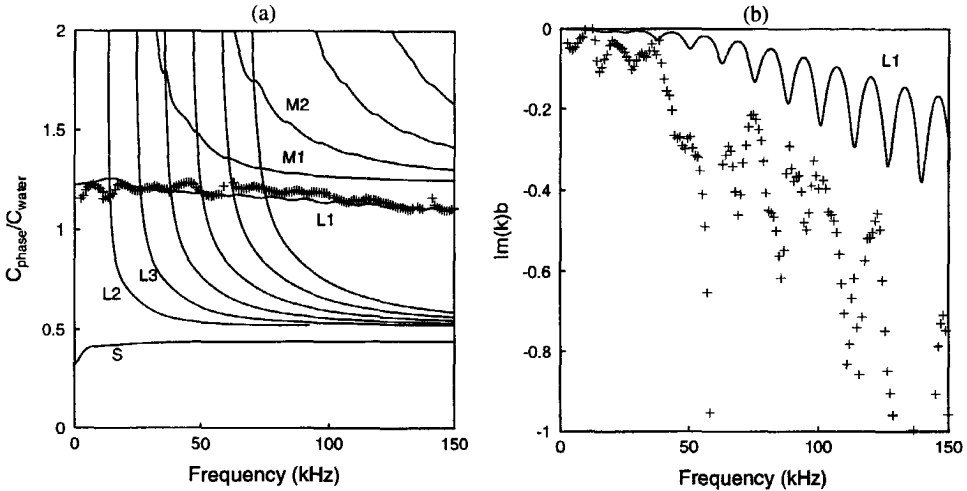 (a)
2
1.5
1
0.5
0
C_phase/C_water
M2
M1
L1
L2
L3
S
0
50
100
150
Frequency (kHz)
(b)
0
-0.2
-0.4
-0.6
-0.8
-1
Im(k)b
L1
0
50
100
150
Frequency (kHz)